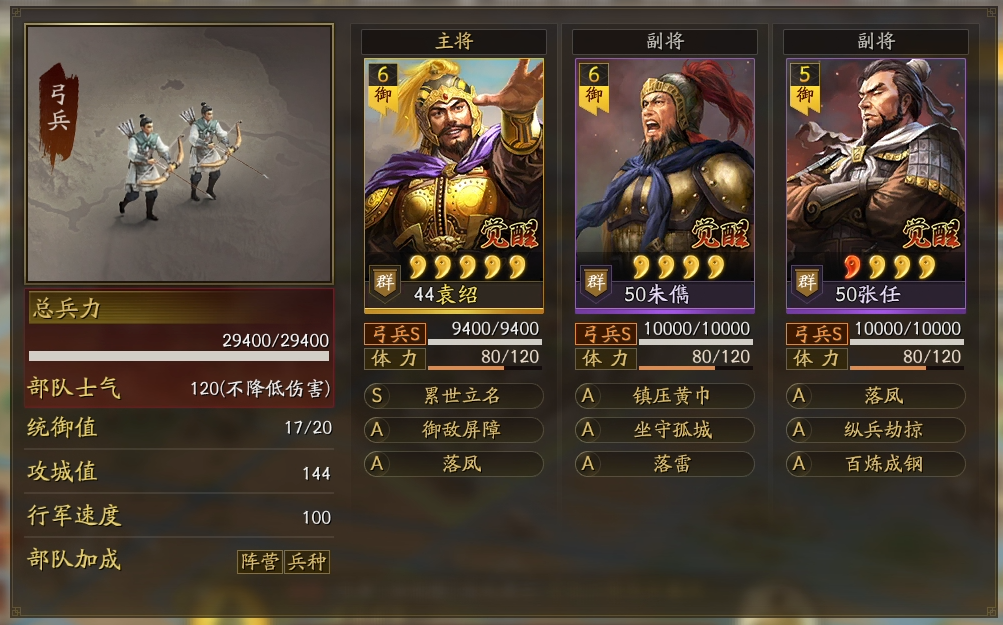 弓兵
总兵力
29400/29400
部队士气 120(不降低伤害)
统御值 17/20
攻城值 144
行军速度 100
部队加成 阵营 兵种
主将
6
御
觉醒
群
44袁绍
弓兵S 9400/9400
体力 80/120
S 累世立名
A 御敌屏障
A 落凤
副将
6
御
觉醒
群
50朱儁
弓兵S 10000/10000
体力 80/120
A 镇压黄巾
A 坐守孤城
A 落雷
副将
5
御
觉醒
群
50张任
弓兵S 10000/10000
体力 80/120
A 落凤
A 纵兵劫掠
A 百炼成钢